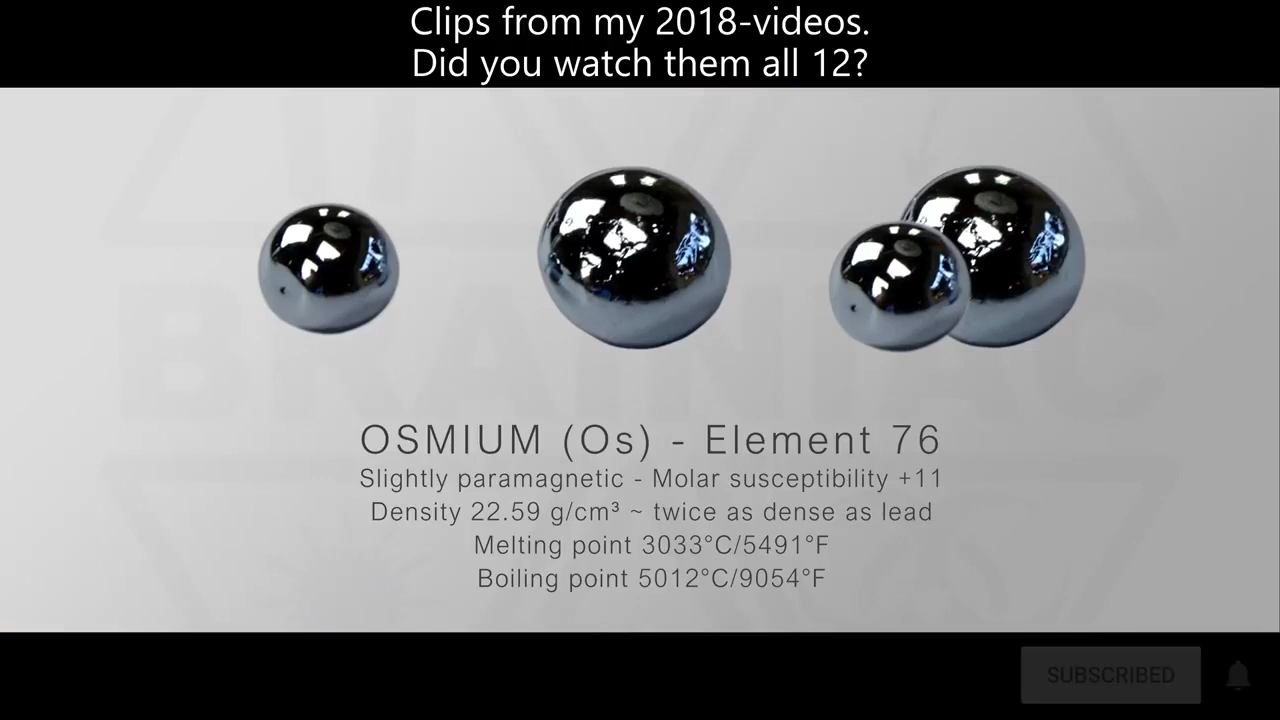 Clips from my 2018-videos.
Did you watch them all 12?
BRAINIAC
OSMIUM (Os) - Element 76
Slightly paramagnetic - Molar susceptibility +11
Density 22.59 g/cm³ ~ twice as dense as lead
Melting point 3033°C/5491°F
Boiling point 5012°C/9054°F
SUBSCRIBED